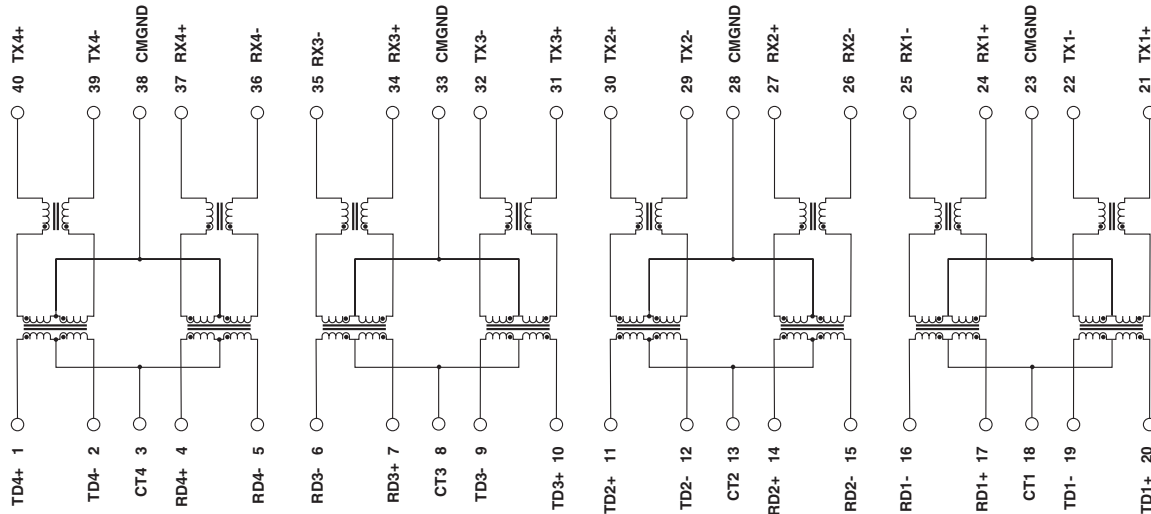 40 TX4+
39 TX4-
38 CMGND
37 RX4+
36 RX4-
35 RX3-
34 RX3+
33 CMGND
32 TX3-
31 TX3+
30 TX2+
29 TX2-
28 CMGND
27 RX2+
26 RX2-
25 RX1-
24 RX1+
23 CMGND
22 TX1-
21 TX1+
TD4+ 1
TD4- 2
CT4 3
RD4+ 4
RD4- 5
RD3- 6
RD3+ 7
CT3 8
TD3- 9
TD3+ 10
TD2+ 11
TD2- 12
CT2 13
RD2+ 14
RD2- 15
RD1- 16
RD1+ 17
CT1 18
TD1- 19
TD1+ 20